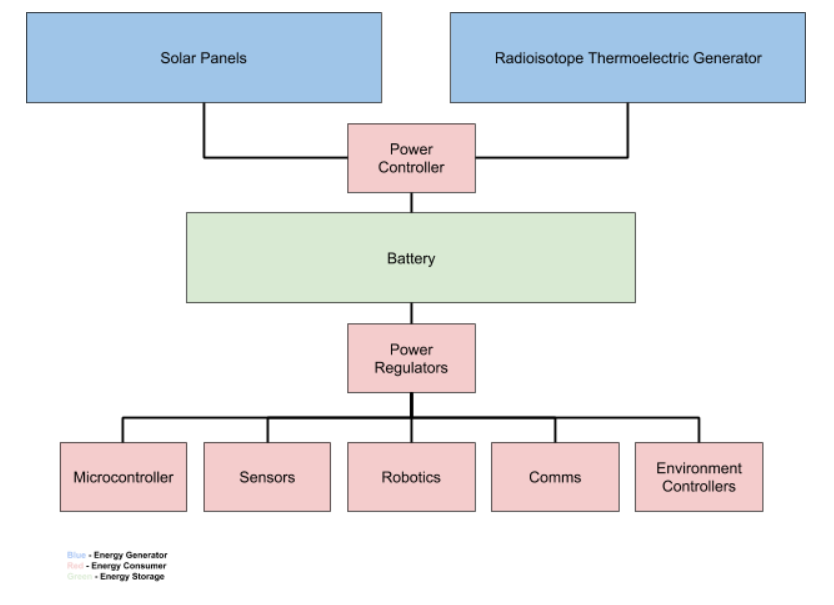 Solar Panels
Radioisotope Thermoelectric Generator
Power
Controller
Battery
Power
Regulators
Microcontroller
Sensors
Robotics
Comms
Environment
Controllers
Blue - Energy Generator
Red - Energy Consumer
Green - Energy Storage